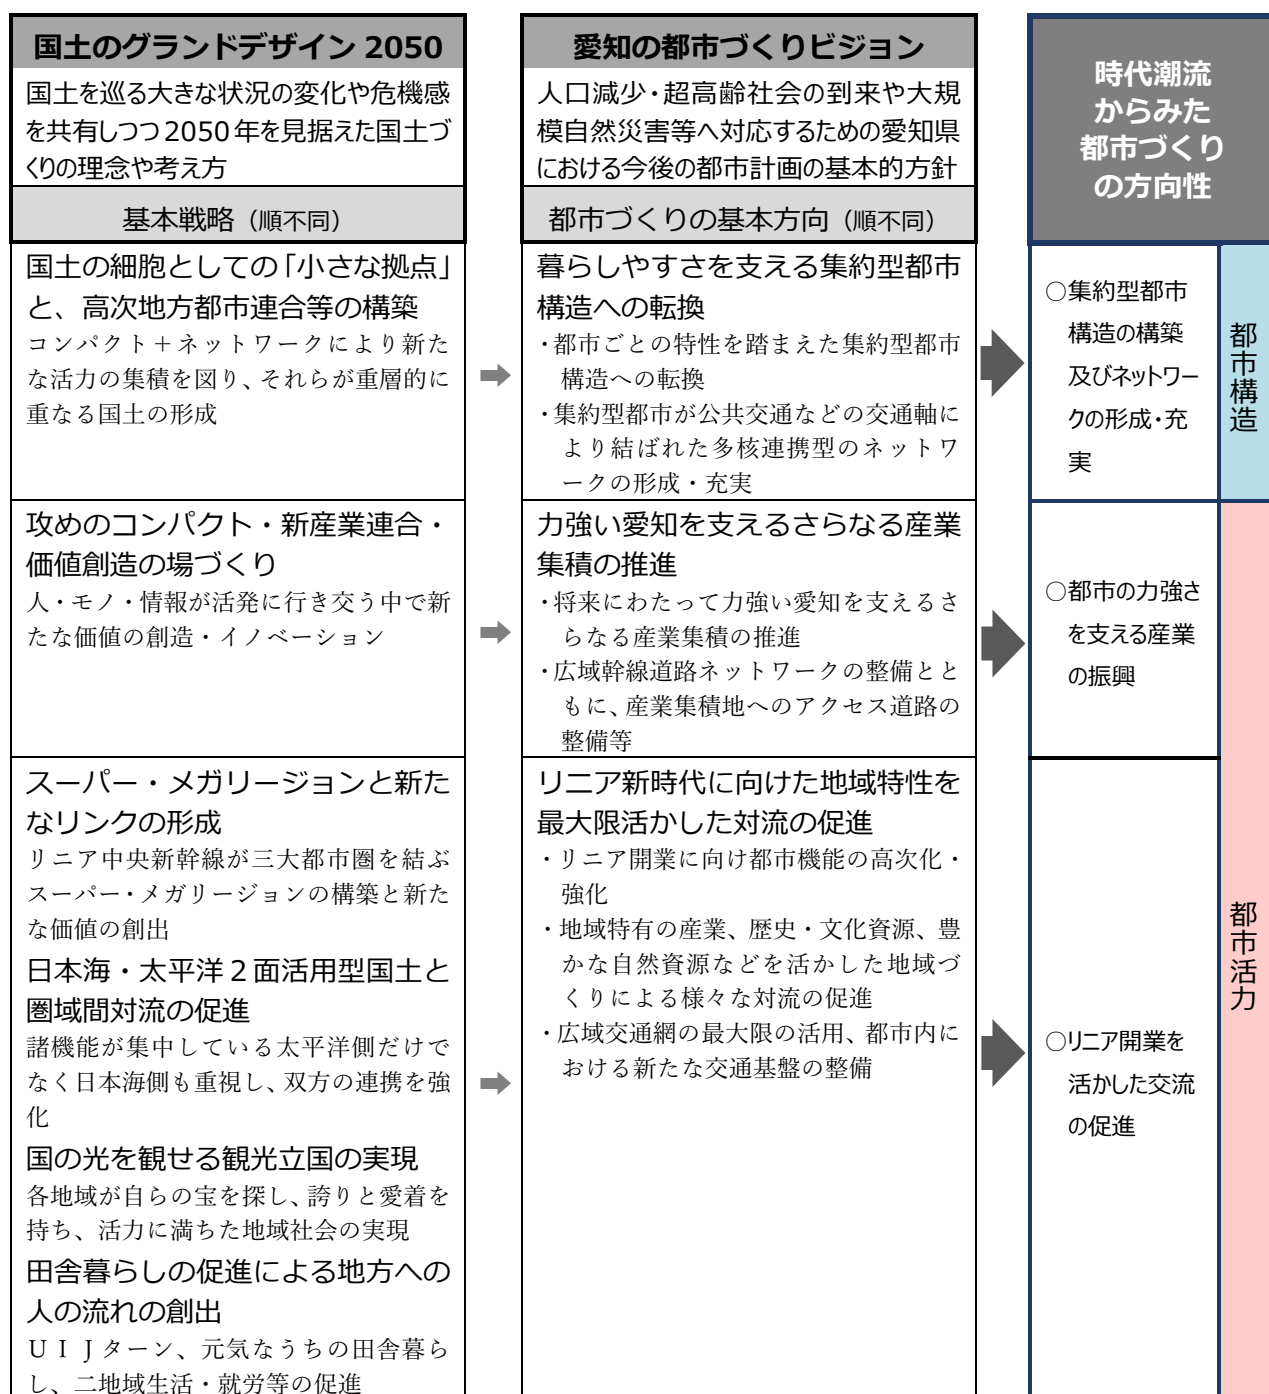 国土のグランドデザイン 2050
国土を巡る大きな状況の変化や危機感
を共有しつつ2050年を見据えた国土づ
くりの理念や考え方
基本戦略（順不同）
国土の細胞としての「小さな拠点」
と、高次地方都市連合等の構築
コンパクト＋ネットワークにより新た
な活力の集積を図り、それらが重層的に
重なる国土の形成
攻めのコンパクト・新産業連合・
価値創造の場づくり
人・モノ・情報が活発に行き交う中で新
たな価値の創造・イノベーション
スーパー・メガリージョンと新た
なリンクの形成
リニア中央新幹線が三大都市圏を結ぶ
スーパー・メガリージョンの構築と新た
な価値の創出
日本海・太平洋２面活用型国土と
圏域間対流の促進
諸機能が集中している太平洋側だけで
なく日本海側も重視し、双方の連携を強
化
国の光を観せる観光立国の実現
各地域が自らの宝を探し、誇りと愛着を
持ち、活力に満ちた地域社会の実現
田舎暮らしの促進による地方への
人の流れの創出
ＵＩＪターン、元気なうちの田舎暮ら
し、二地域生活・就労等の促進
愛知の都市づくりビジョン
人口減少・超高齢社会の到来や大規
模自然災害等へ対応するための愛知県
における今後の都市計画の基本的方針
都市づくりの基本方向（順不同）
暮らしやすさを支える集約型都市
構造への転換
・都市ごとの特性を踏まえた集約型都市
構造への転換
・集約型都市が公共交通などの交通軸に
より結ばれた多核連携型のネットワ
ークの形成・充実
力強い愛知を支えるさらなる産業
集積の推進
・将来にわたって力強い愛知を支えるさ
らなる産業集積の推進
・広域幹線道路ネットワークの整備とと
もに、産業集積地へのアクセス道路の
整備等
リニア新時代に向けた地域特性を
最大限活かした対流の促進
・リニア開業に向け都市機能の高次化・
強化
・地域特有の産業、歴史・文化資源、豊
かな自然資源などを活かした地域づ
くりによる様々な対流の促進
・広域交通網の最大限の活用、都市内に
おける新たな交通基盤の整備
時代潮流
からみた
都市づくり
の方向性
○集約型都市
構造の構築
及びネットワー
クの形成・充
実
都市構造
○都市の力強さ
を支える産業
の振興
○リニア開業を
活かした交流
の促進
都市活力